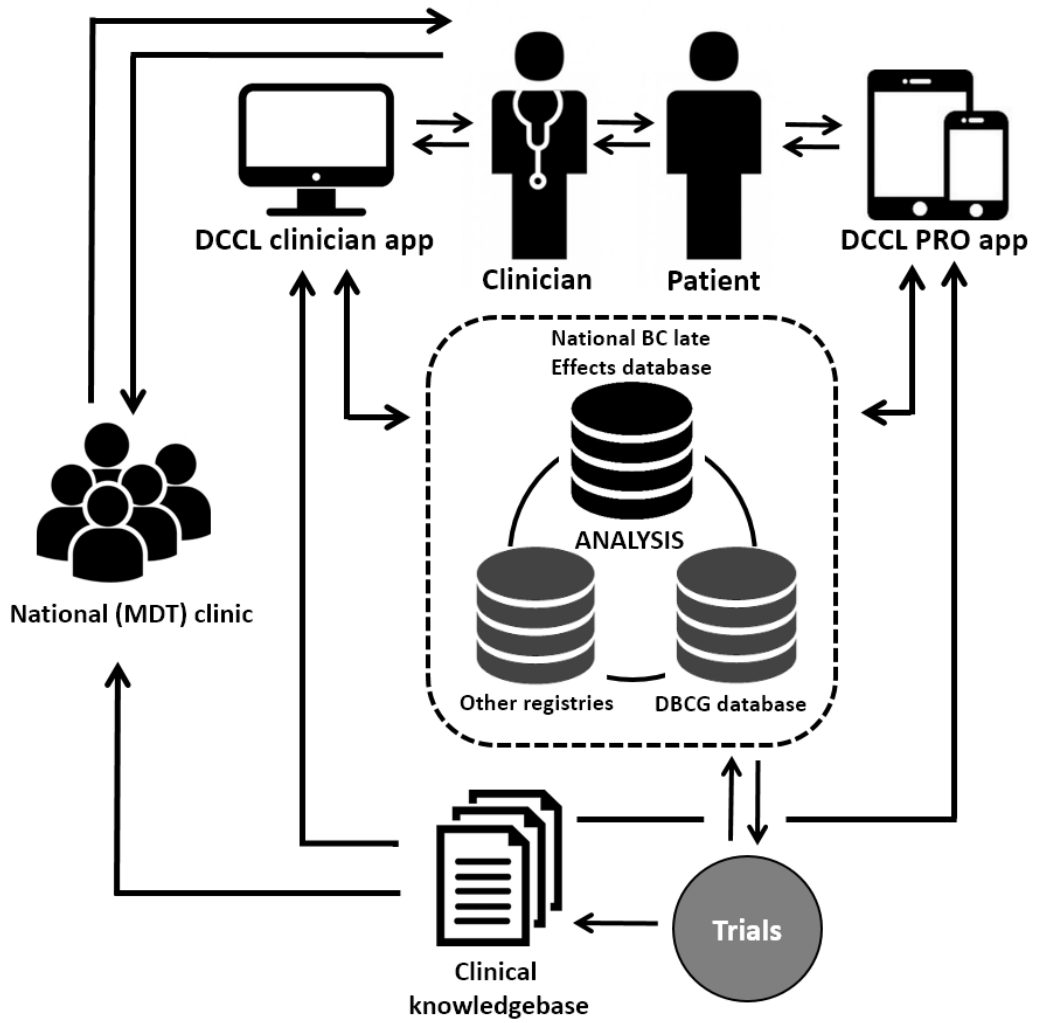 DCCL clinician app
Clinician
Patient
DCCL PRO app
National BC late
Effects database
ANALYSIS
Other registries
DBCG database
National (MDT) clinic
Trials
Clinical
knowledgebase